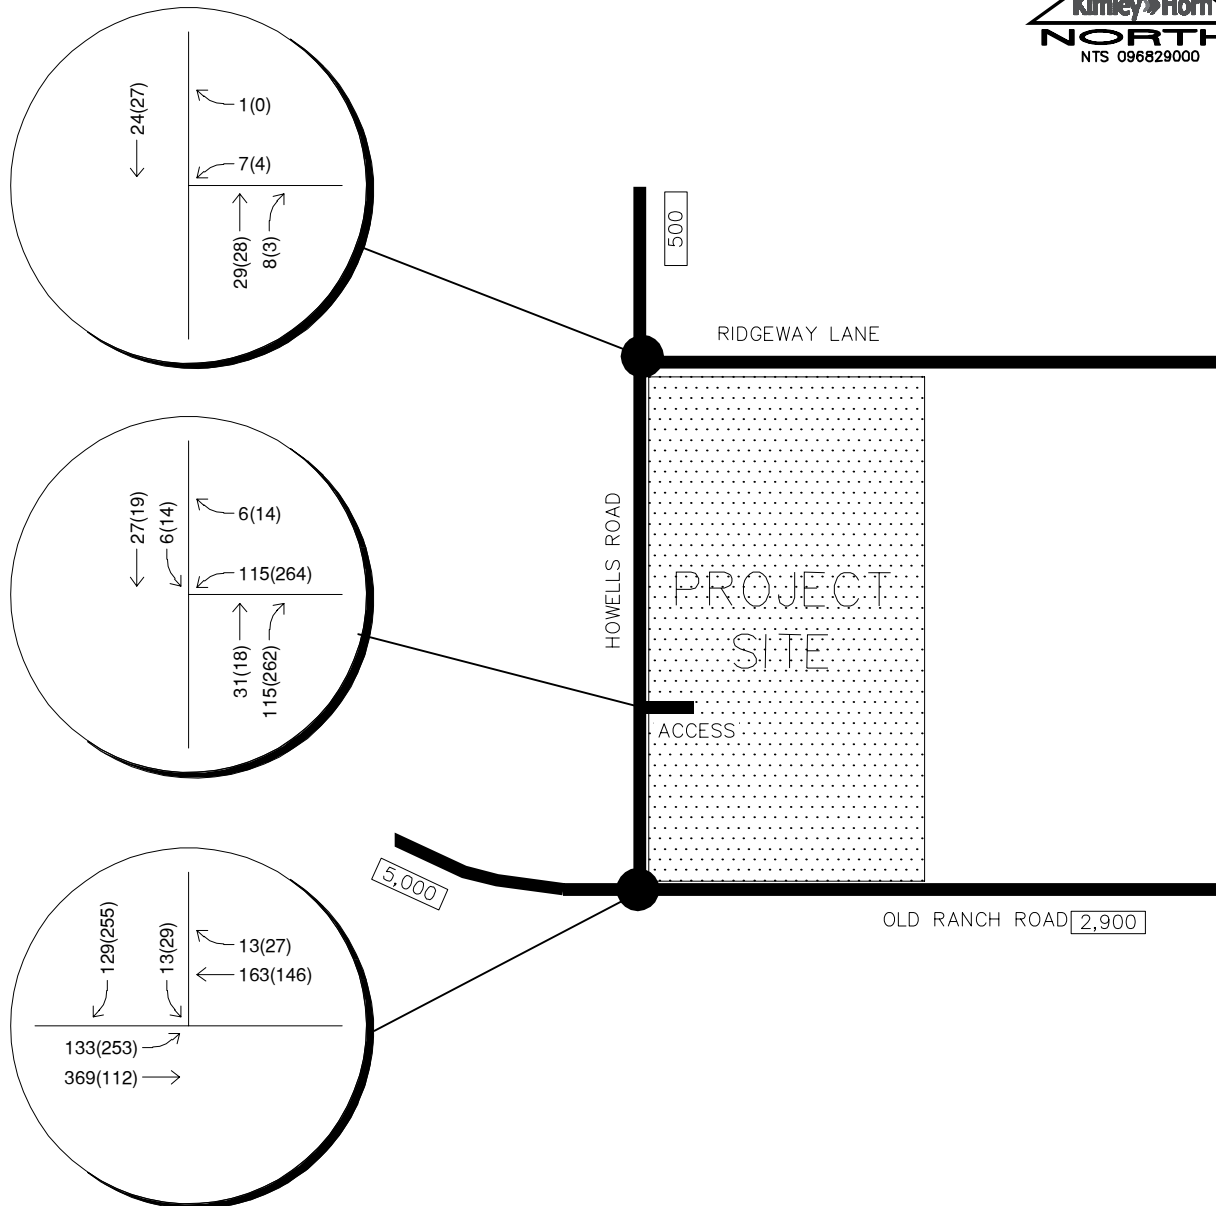 Kimley»Horn
NORTH
NTS 096829000
24(27)
1(0)
7(4)
29(28)
8(3)
500
RIDGEWAY LANE
27(19)
6(14)
6(14)
115(264)
31(18)
115(262)
HOWELLS ROAD
PROJECT
SITE
ACCESS
5,000
OLD RANCH ROAD 2,900
129(255)
13(29)
13(27)
163(146)
133(253)
369(112)